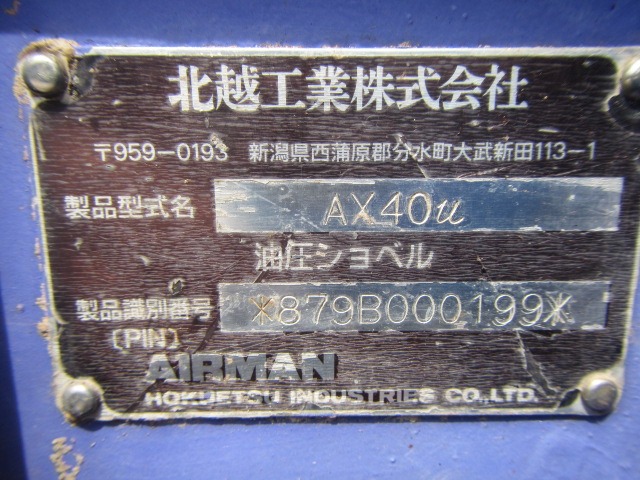 北越工業株式会社
〒959-0193 新潟県西蒲原郡分水町大武新田113-1
製品型式名 AX40u
油圧ショベル
製品識別番号 *879B000199*
〔PIN〕
AIRMAN
HOKUETSU INDUSTRIES CO.,LTD.